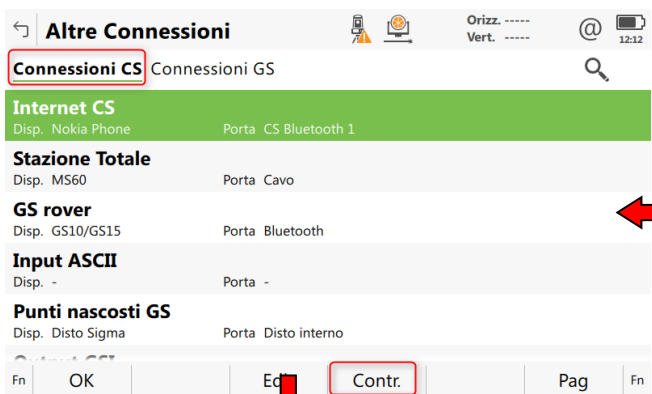 Altre Connessioni
Orizz. -----
Vert. -----
@
12:12
Connessioni CS Connessioni GS
Internet CS
Disp. Nokia Phone Porta CS Bluetooth 1
Stazione Totale
Disp. MS60 Porta Cavo
GS rover
Disp. GS10/GS15 Porta Bluetooth
Input ASCII
Disp. - Porta -
Punti nascosti GS
Disp. Disto Sigma Porta Disto interno
Fn OK Contr. Pag Fn